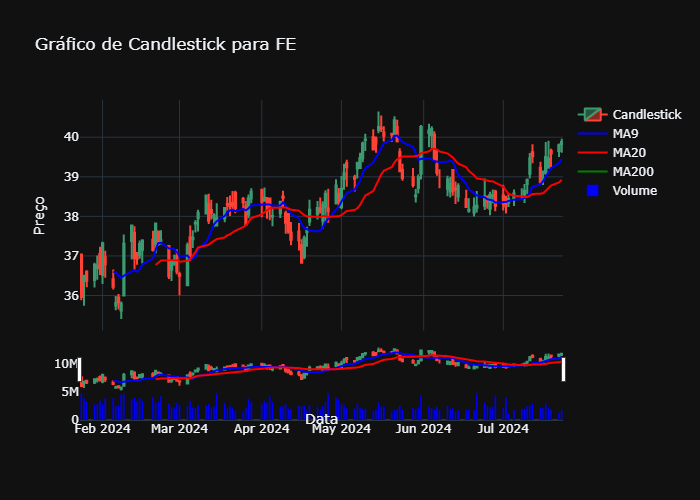 Gráfico de Candlestick para FE
Candlestick
MA9
MA20
MA200
Volume
Preço
40
39
38
37
36
10M
5M
0
Data
Feb 2024
Mar 2024
Apr 2024
May 2024
Jun 2024
Jul 2024